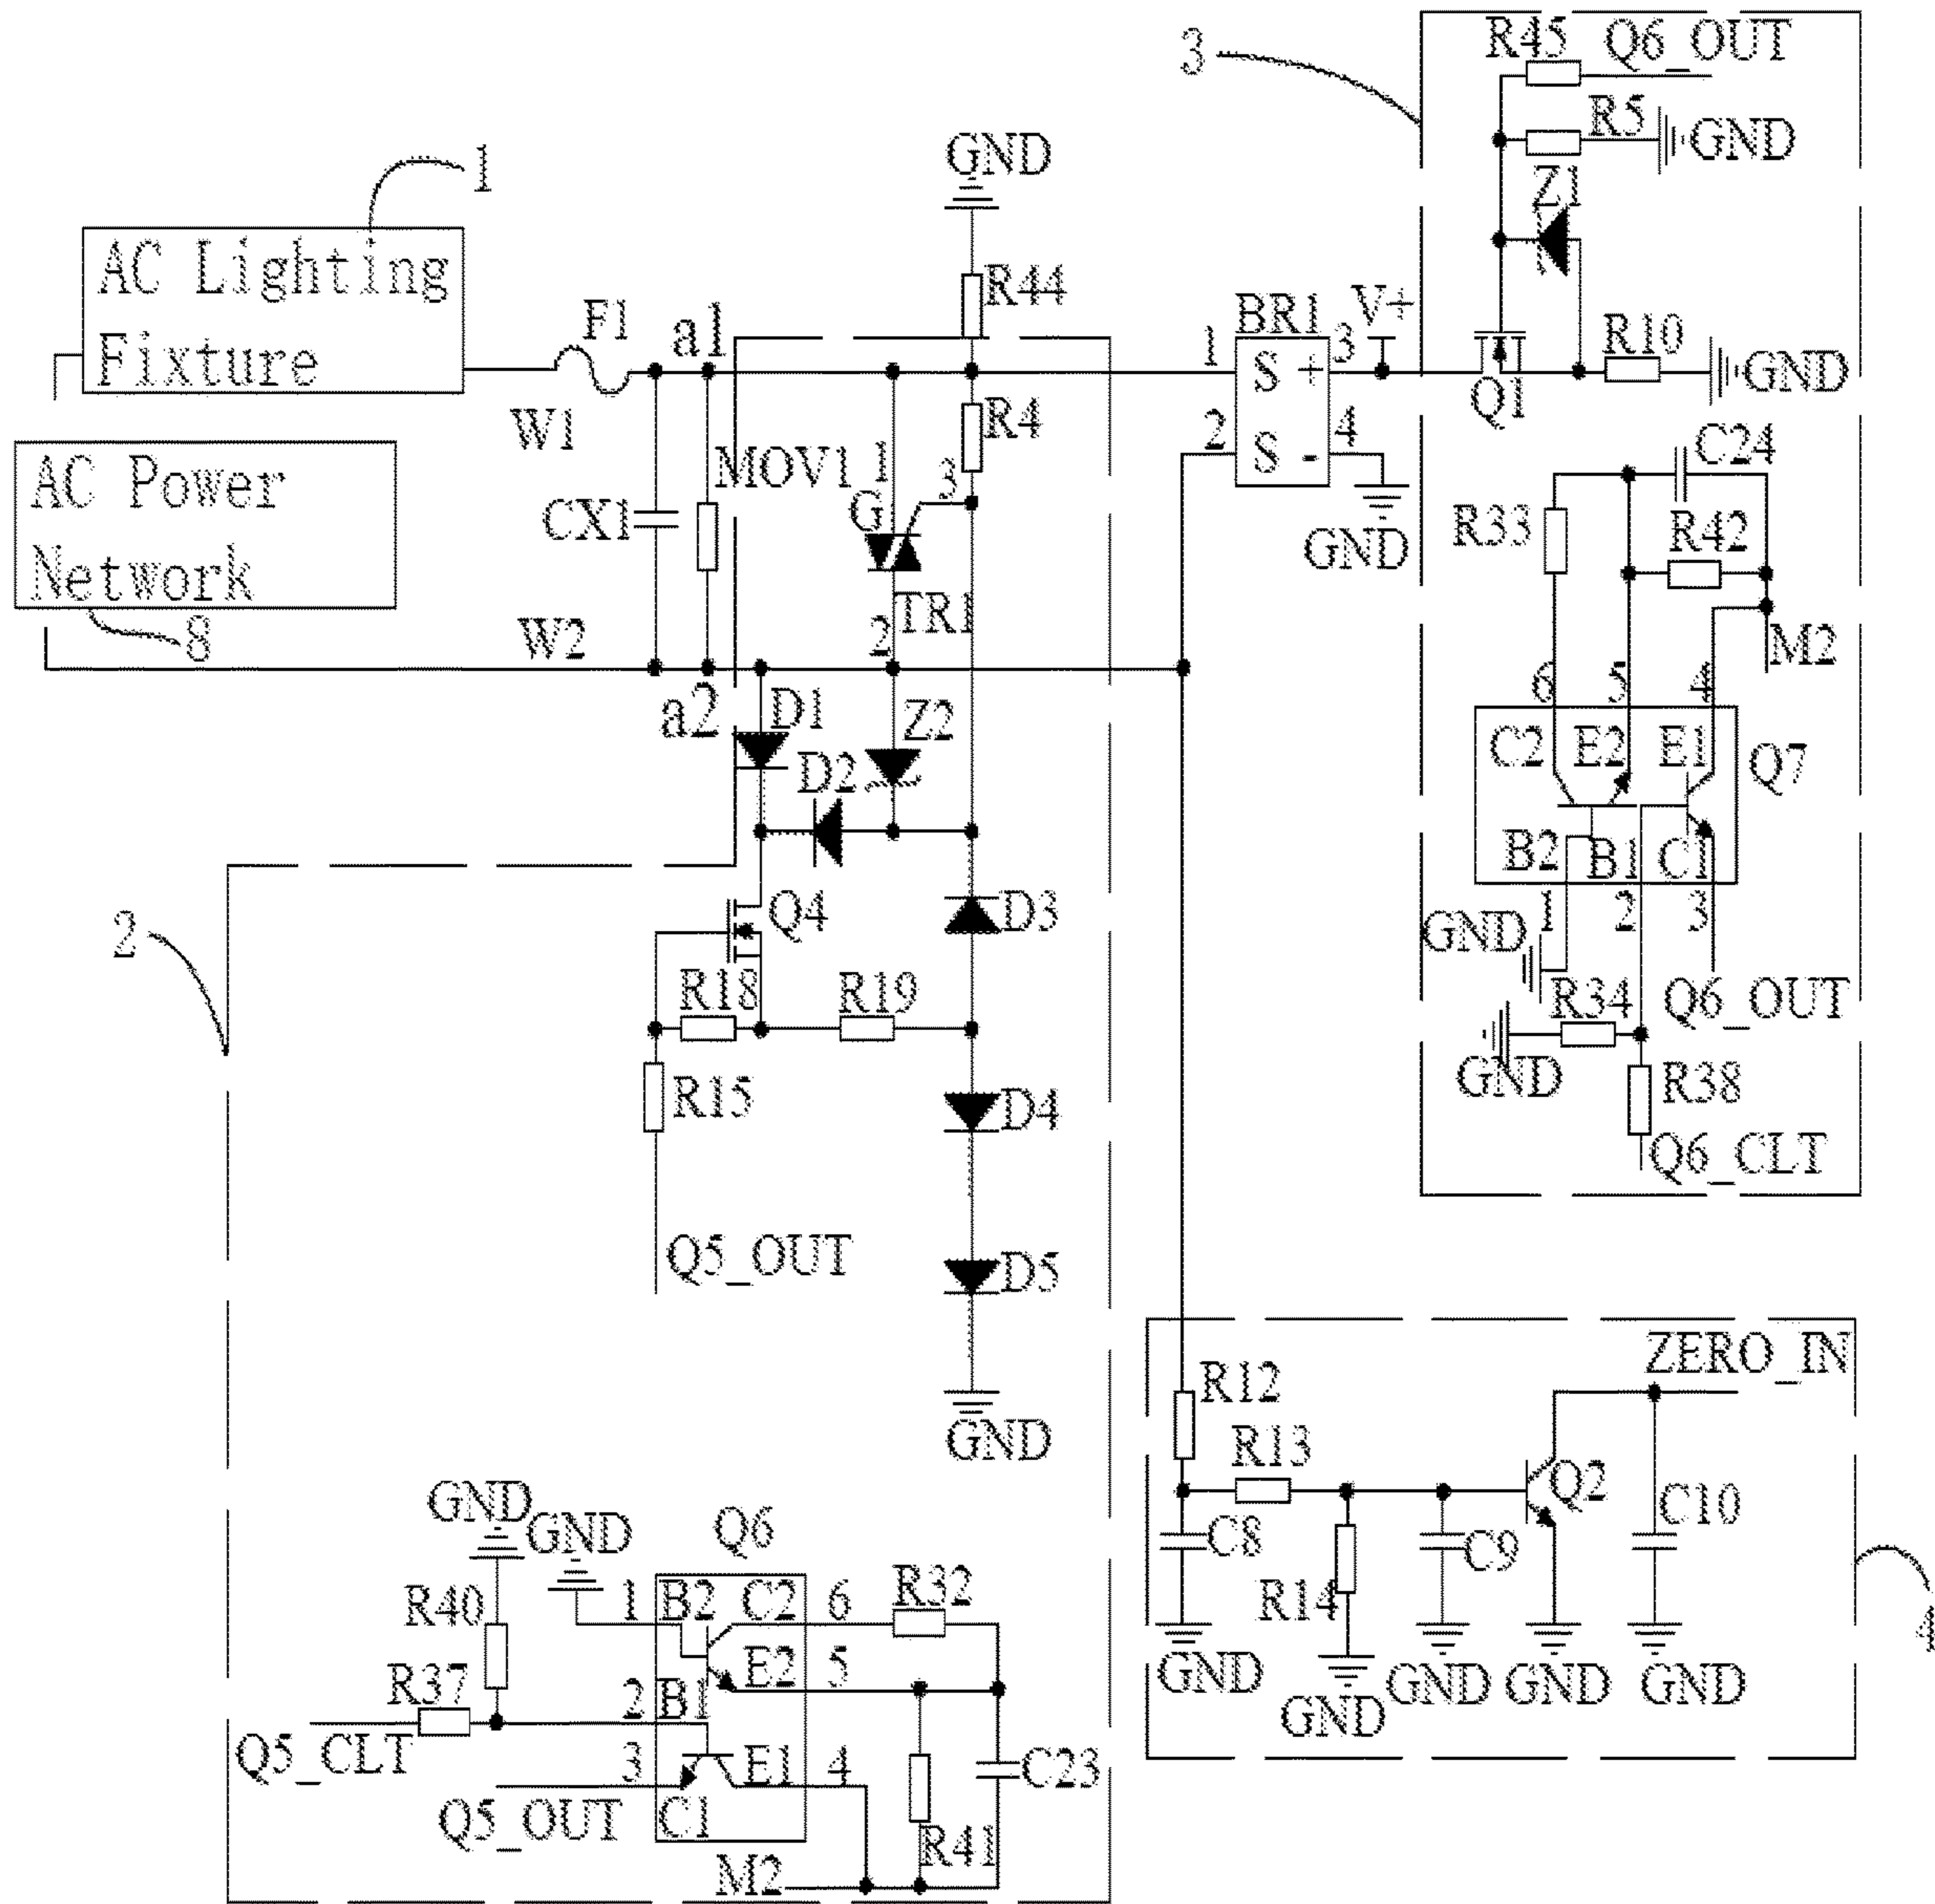 3
R45 Q6_OUT
R5
GND
Z1
GND
1
AC Lighting
Fixture
F1
a1
R44
BR1
V+
1
S +
3
2
S -
4
GND
R10
GND
Q1
W1
R4
AC Power
Network
8
W2
CX1
MOV1
1
3
G
TR1
2
a2
C24
R33
R42
M2
6 5 4
C2 E2 E1
Q7
B2 B1 C1
1 2 3
GND
R34
Q6_OUT
GND
R38
Q6_CLT
D1
D2
Z2
2
Q4
D3
R18
R19
R15
D4
Q5_OUT
D5
GND
ZERO_IN
R12
R13
Q2
C10
C8
R14
C9
GND
GND
GND
GND
GND
4
GND
GND
Q6
R40
1
B2 C2
6
R32
E2
5
R37
2
B1
Q5_CLT
3
E1
4
C23
Q5_OUT
C1
R41
M2